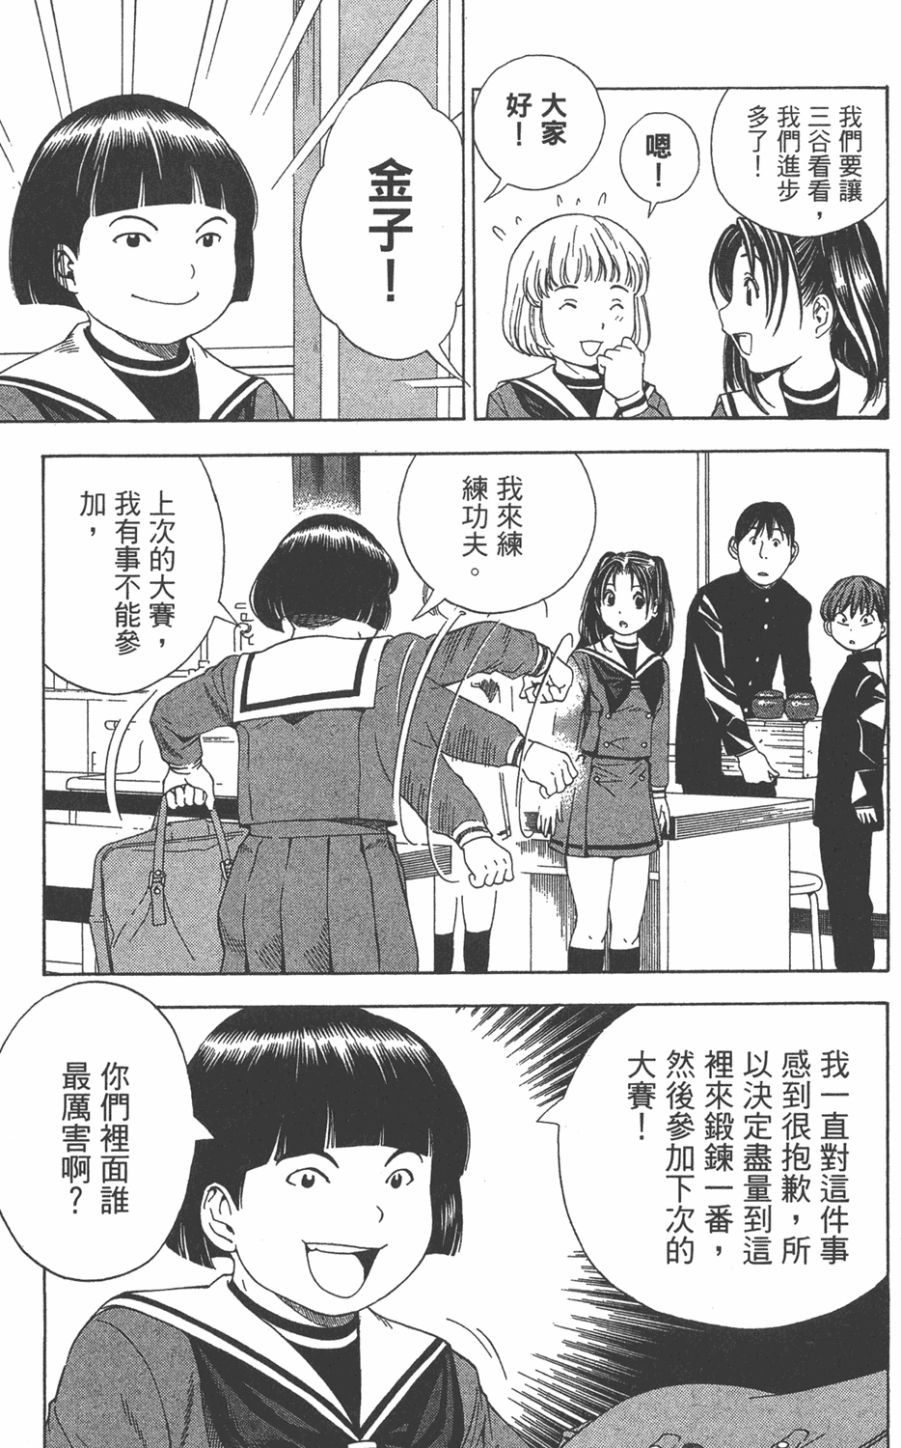 我們要讓
三谷看看，
我們進步
多了！
嗯！
大家
好！
金子！
我來練
練功夫。
上次的大賽，
我有事不能參
加，
我一直對這件事
感到很抱歉，所
以決定盡量到這
裡來鍛鍊一番，
然後參加下次的
大賽！
你們裡面誰
最厲害啊？